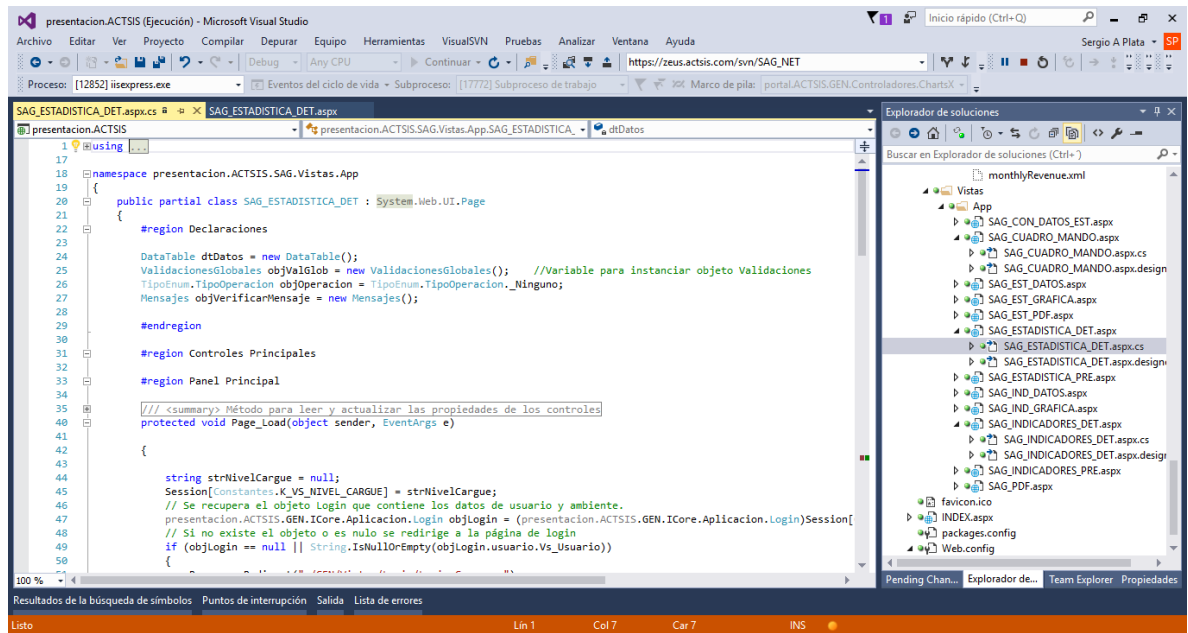 presentacion.ACTSIS (Ejecución) - Microsoft Visual Studio
1
Inicio rápido (Ctrl+Q)
Archivo Editar Ver Proyecto Compilar Depurar Equipo Herramientas VisualSVN Pruebas Analizar Ventana Ayuda
Sergio A Plata SP
Debug Any CPU Continuar https://zeus.actsis.com/svn/SAG_NET
Proceso: [12852] iisexpress.exe Eventos del ciclo de vida Subproceso: [17772] Subproceso de trabajo Marco de pila: portal.ACTSIS.GEN.Controladores.ChartsX
SAG_ESTADISTICA_DET.aspx.cs SAG_ESTADISTICA_DET.aspx
presentacion.ACTSIS presentacion.ACTSIS.SAG.Vistas.App.SAG_ESTADISTICA_ dtDatos
1 using ...
17
18 namespace presentacion.ACTSIS.SAG.Vistas.App
19 {
20 public partial class SAG_ESTADISTICA_DET : System.Web.UI.Page
21 {
22 #region Declaraciones
23
24 DataTable dtDatos = new DataTable();
25 ValidacionesGlobales objValGlob = new ValidacionesGlobales(); //Variable para instanciar objeto Validaciones
26 TipoEnum.TipoOperacion objOperacion = TipoEnum.TipoOperacion._Ninguno;
27 Mensajes objVerificarMensaje = new Mensajes();
28
29 #endregion
30
31 #region Controles Principales
32
33 #region Panel Principal
34
35 /// <summary> Método para leer y actualizar las propiedades de los controles
40 protected void Page_Load(object sender, EventArgs e)
41
42 {
43
44 string strNivelCargue = null;
45 Session[Constantes.K_VS_NIVEL_CARGUE] = strNivelCargue;
46 // Se recupera el objeto Login que contiene los datos de usuario y ambiente.
47 presentacion.ACTSIS.GEN.ICore.Aplicacion.Login objLogin = (presentacion.ACTSIS.GEN.ICore.Aplicacion.Login)Session[
48 // Si no existe el objeto o es nulo se redirige a la página de login
49 if (objLogin == null || String.IsNullOrEmpty(objLogin.usuario.Vs_Usuario))
50 {
100 %
Explorador de soluciones
Buscar en Explorador de soluciones (Ctrl+¨)
monthlyRevenue.xml
Vistas
App
SAG_CON_DATOS_EST.aspx
SAG_CUADRO_MANDO.aspx
SAG_CUADRO_MANDO.aspx.cs
SAG_CUADRO_MANDO.aspx.design
SAG_EST_DATOS.aspx
SAG_EST_GRAFICA.aspx
SAG_EST_PDF.aspx
SAG_ESTADISTICA_DET.aspx
SAG_ESTADISTICA_DET.aspx.cs
SAG_ESTADISTICA_DET.aspx.design
SAG_ESTADISTICA_PRE.aspx
SAG_IND_DATOS.aspx
SAG_IND_GRAFICA.aspx
SAG_INDICADORES_DET.aspx
SAG_INDICADORES_DET.aspx.cs
SAG_INDICADORES_DET.aspx.desigr
SAG_INDICADORES_PRE.aspx
SAG_PDF.aspx
favicon.ico
INDEX.aspx
packages.config
Web.config
Pending Chan... Explorador de... Team Explorer Propiedades
Resultados de la búsqueda de símbolos Puntos de interrupción Salida Lista de errores
Listo Lín 1 Col 7 Car 7 INS